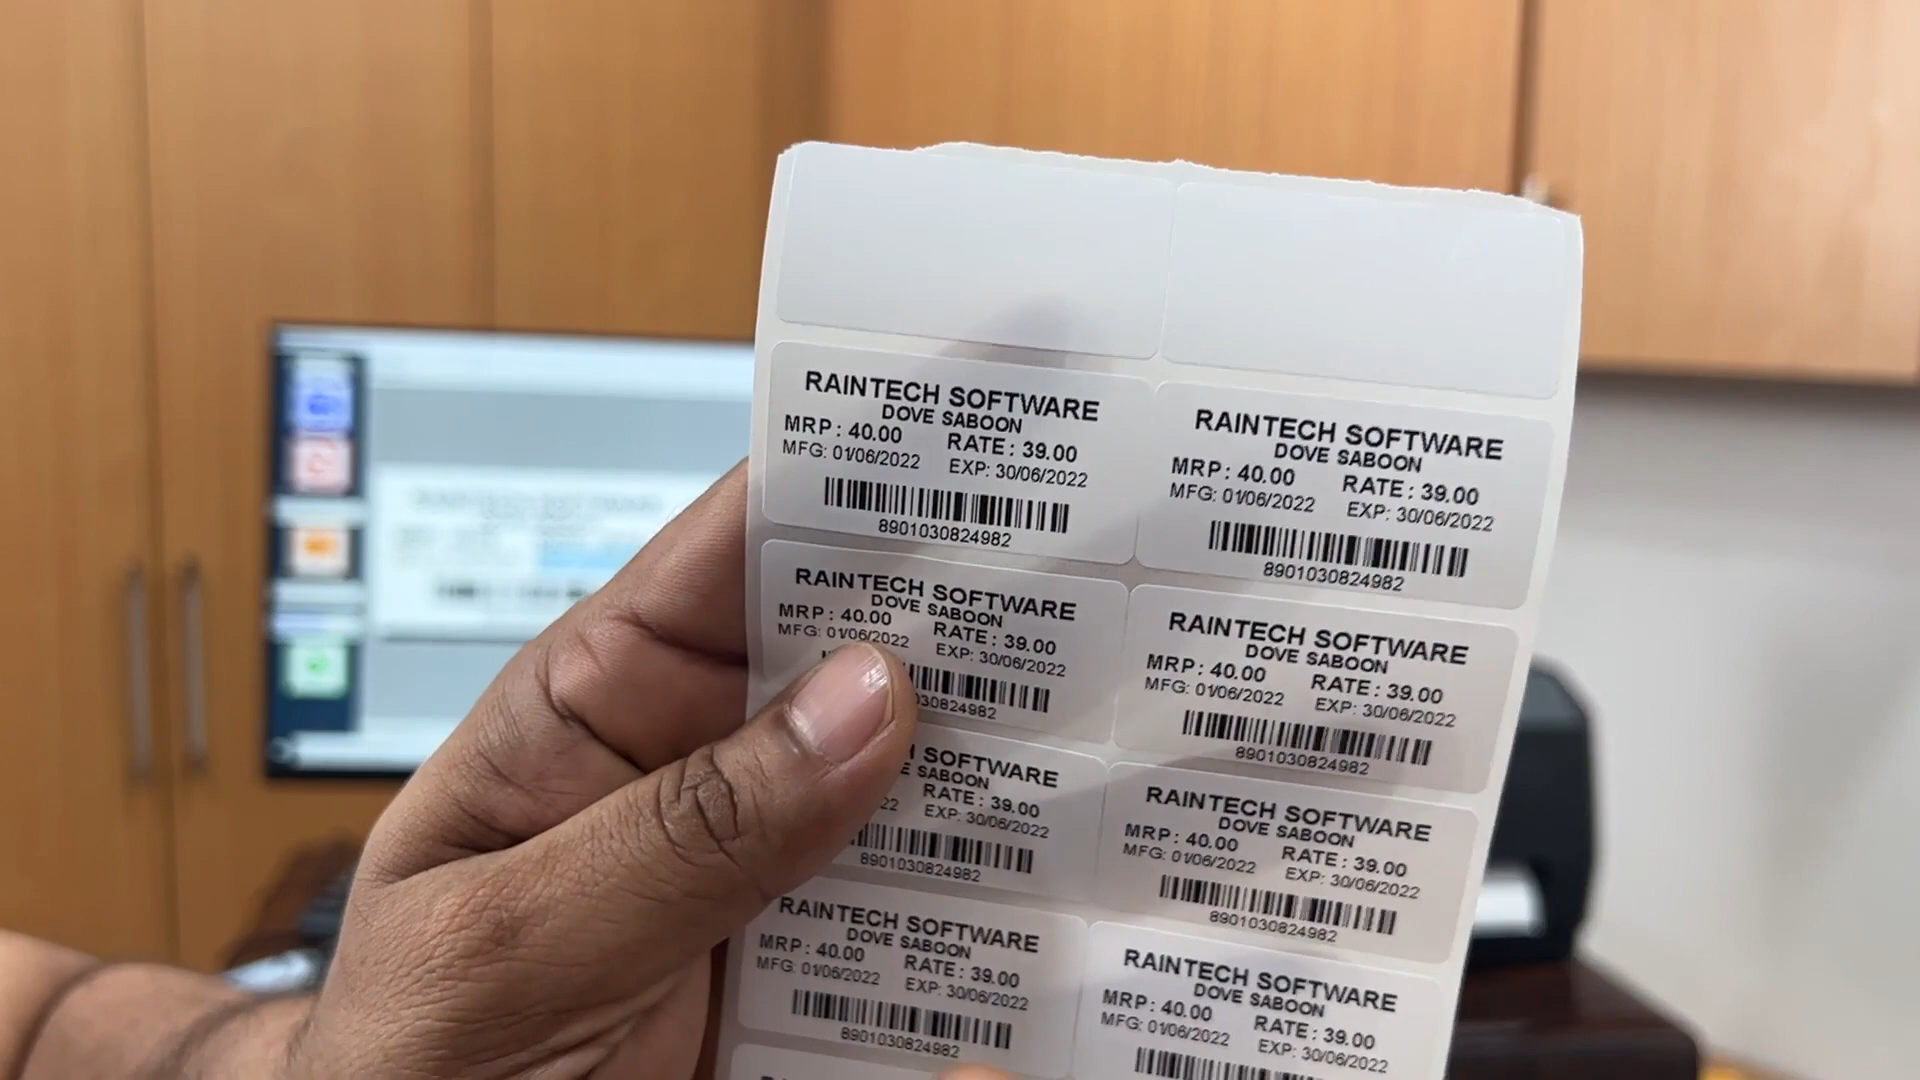 RAINTECH SOFTWARE
DOVE SABOON
MRP : 40.00 RATE : 39.00
MFG: 01/06/2022 EXP: 30/06/2022
8901030824982
RAINTECH SOFTWARE
DOVE SABOON
MRP : 40.00 RATE : 39.00
MFG: 01/06/2022 EXP: 30/06/2022
8901030824982
RAINTECH SOFTWARE
DOVE SABOON
MRP : 40.00 RATE : 39.00
MFG: 01/06/2022 EXP: 30/06/2022
030824982
RAINTECH SOFTWARE
DOVE SABOON
MRP : 40.00 RATE : 39.00
MFG: 01/06/2022 EXP: 30/06/2022
8901030824982
SOFTWARE
SABOON
RATE : 39.00
22 EXP: 30/06/2022
8901030824982
RAINTECH SOFTWARE
DOVE SABOON
MRP : 40.00 RATE : 39.00
MFG: 01/06/2022 EXP: 30/06/2022
8901030824982
RAINTECH SOFTWARE
DOVE SABOON
MRP : 40.00 RATE : 39.00
MFG: 01/06/2022 EXP: 30/06/2022
8901030824982
RAINTECH SOFTWARE
DOVE SABOON
MRP : 40.00 RATE : 39.00
MFG: 01/06/2022 EXP: 30/06/2022